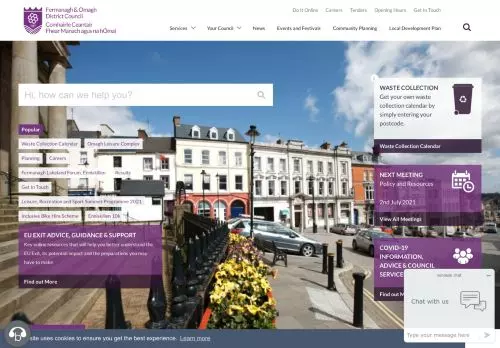 Fermanagh & Omagh
District Council
Comhairle Ceantair
Fhear Manach agus na hÓmaí
Do It Online
Careers
Tenders
Opening Hours
Get In Touch
Services
Your Council
News
Events and Festivals
Community Planning
Local Development Plan
Hi, how can we help you?
Popular
Waste Collection Calendar
Omagh Leisure Complex
Planning
Careers
Fermanagh Lakeland Forum, Enniskillen
Get in Touch
Leisure, Recreation and Sport Summer Programme 2021
Inclusive Bike Hire Scheme
Enniskillen 10k
EU EXIT ADVICE, GUIDANCE & SUPPORT
Key online resources that will help you better understand the
EU Exit, its potential impact and the preparations you may
have to make
Find out More
WASTE COLLECTION
Get your own waste
collection calendar by
simply entering your
postcode.
Waste Collection Calendar
NEXT MEETING
Policy and Resources
2nd July 2021
View All Meetings
COVID-19
INFORMATION,
ADVICE & COUNCIL
SERVICE
Find out More
Chat with us
Type your message here
site uses cookies to ensure you get the best experience.
Learn more